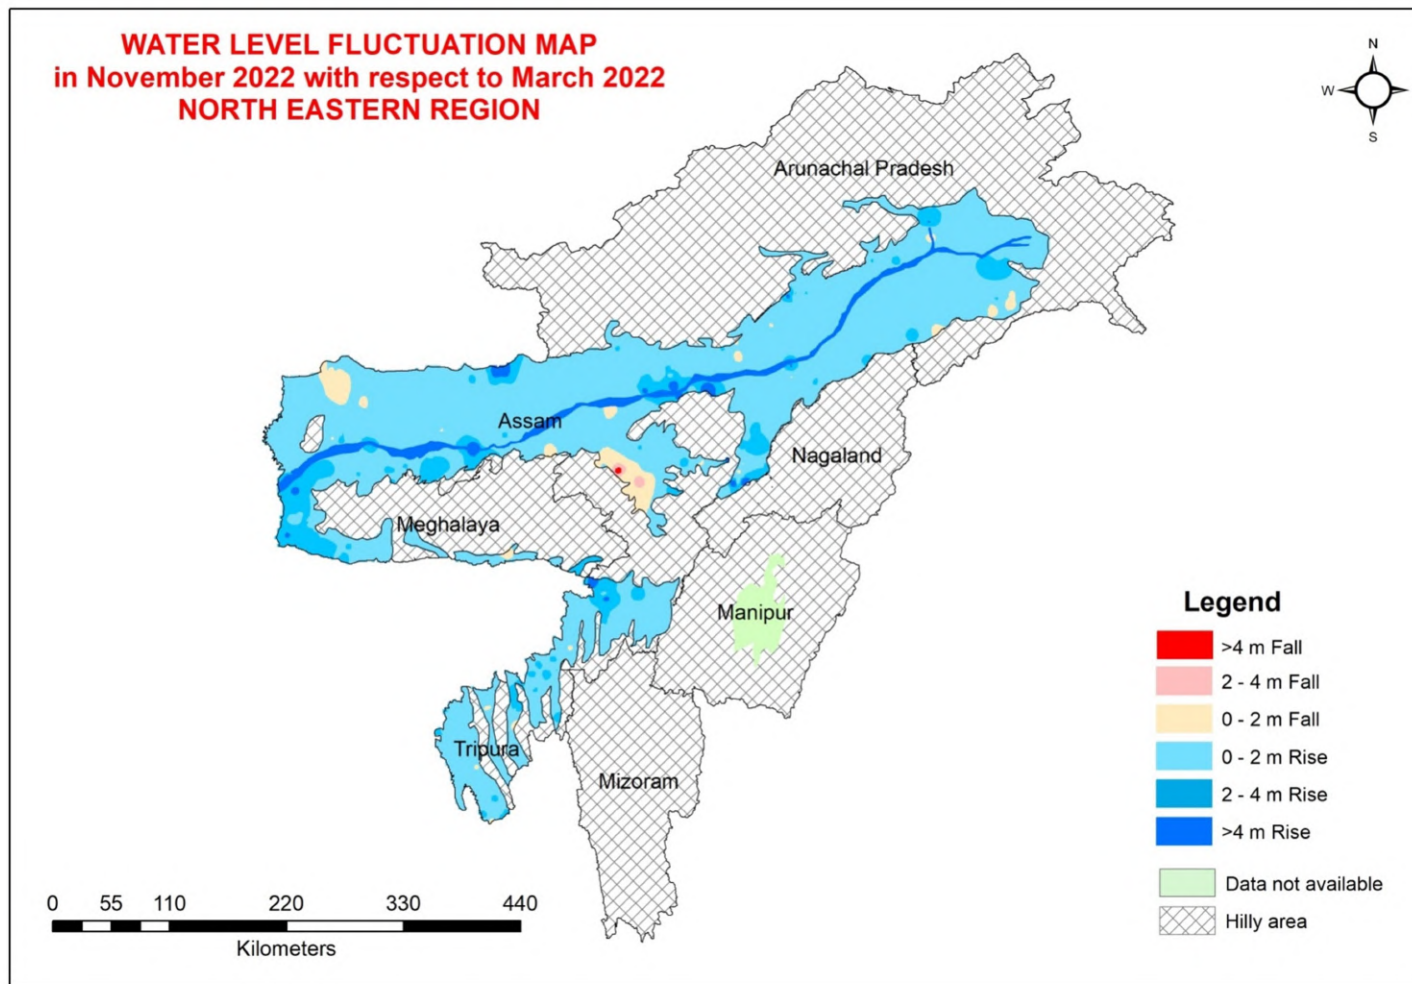 WATER LEVEL FLUCTUATION MAP
in November 2022 with respect to March 2022
NORTH EASTERN REGION
N
W
S
Arunachal Pradesh
Assam
Nagaland
Meghalaya
Manipur
Tripura
Mizoram
Legend
>4 m Fall
2 - 4 m Fall
0 - 2 m Fall
0 - 2 m Rise
2 - 4 m Rise
>4 m Rise
Data not available
Hilly area
0 55 110 220 330 440
Kilometers